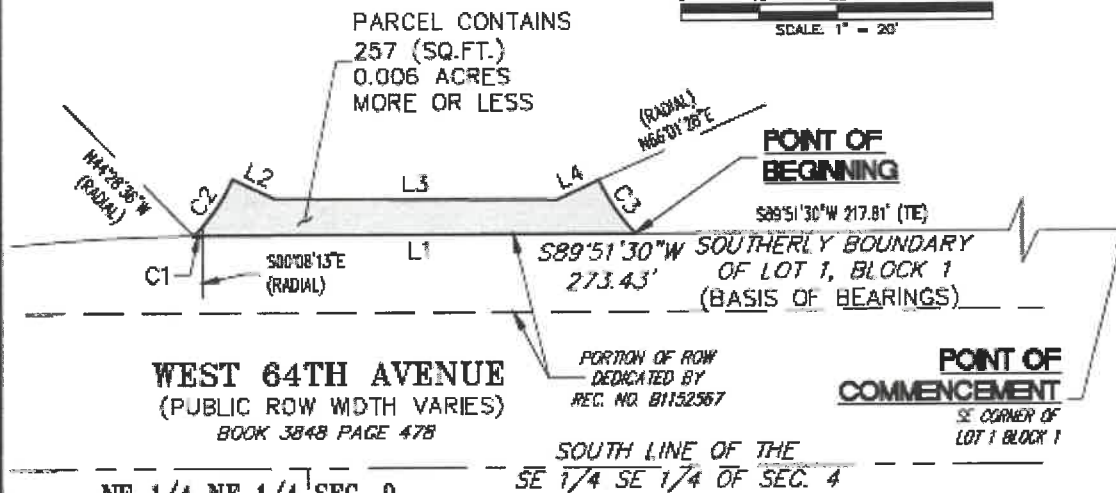 SCALE: 1" = 20'
PARCEL CONTAINS
257 (SQ.FT.)
0.006 ACRES
MORE OR LESS
(RADIAL)
N66°01'28"E
POINT OF
BEGINNING
N44°28'36"W
(RADIAL)
C2
L2
L3
L4
C3
S89°51'30"W 217.81' (TIE)
C1
S00°08'13"E
(RADIAL)
L1
S89°51'30"W
273.43'
SOUTHERLY BOUNDARY
OF LOT 1, BLOCK 1
(BASIS OF BEARINGS)
WEST 64TH AVENUE
(PUBLIC ROW WIDTH VARIES)
BOOK 3848 PAGE 478
PORTION OF ROW
DEDICATED BY
REC. NO. B1152567
POINT OF
COMMENCEMENT
SE CORNER OF
LOT 1 BLOCK 1
SOUTH LINE OF THE
SE 1/4 SE 1/4 OF SEC. 4
NE 1/4 NE 1/4 SEC. 9